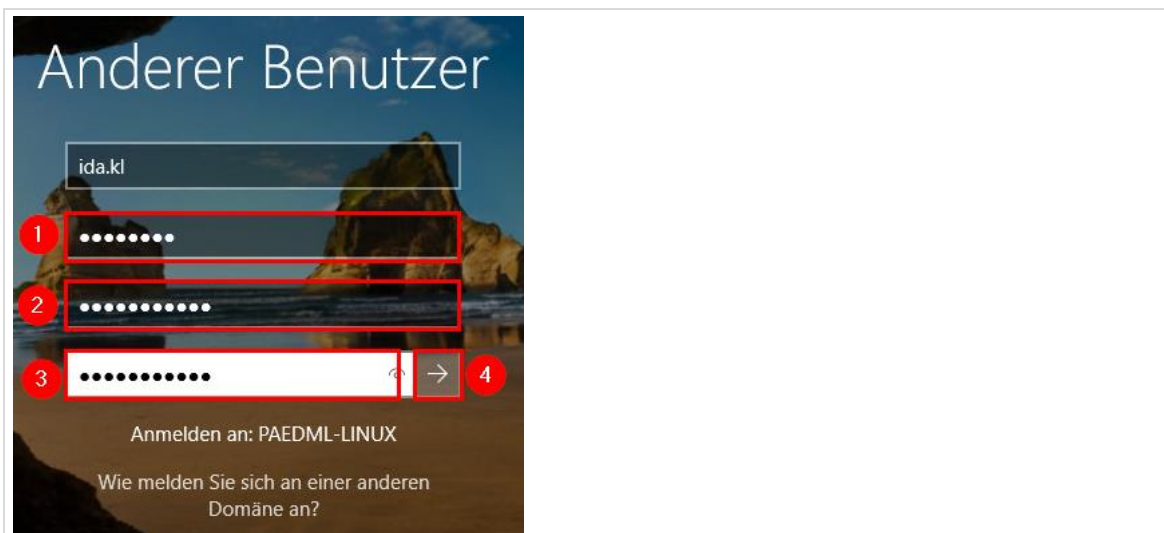 Anderer Benutzer
ida.kl
1 ••••••••
2 •••••••••••
3 •••••••••••
4
Anmelden an: PAEDML-LINUX
Wie melden Sie sich an einer anderen
Domäne an?